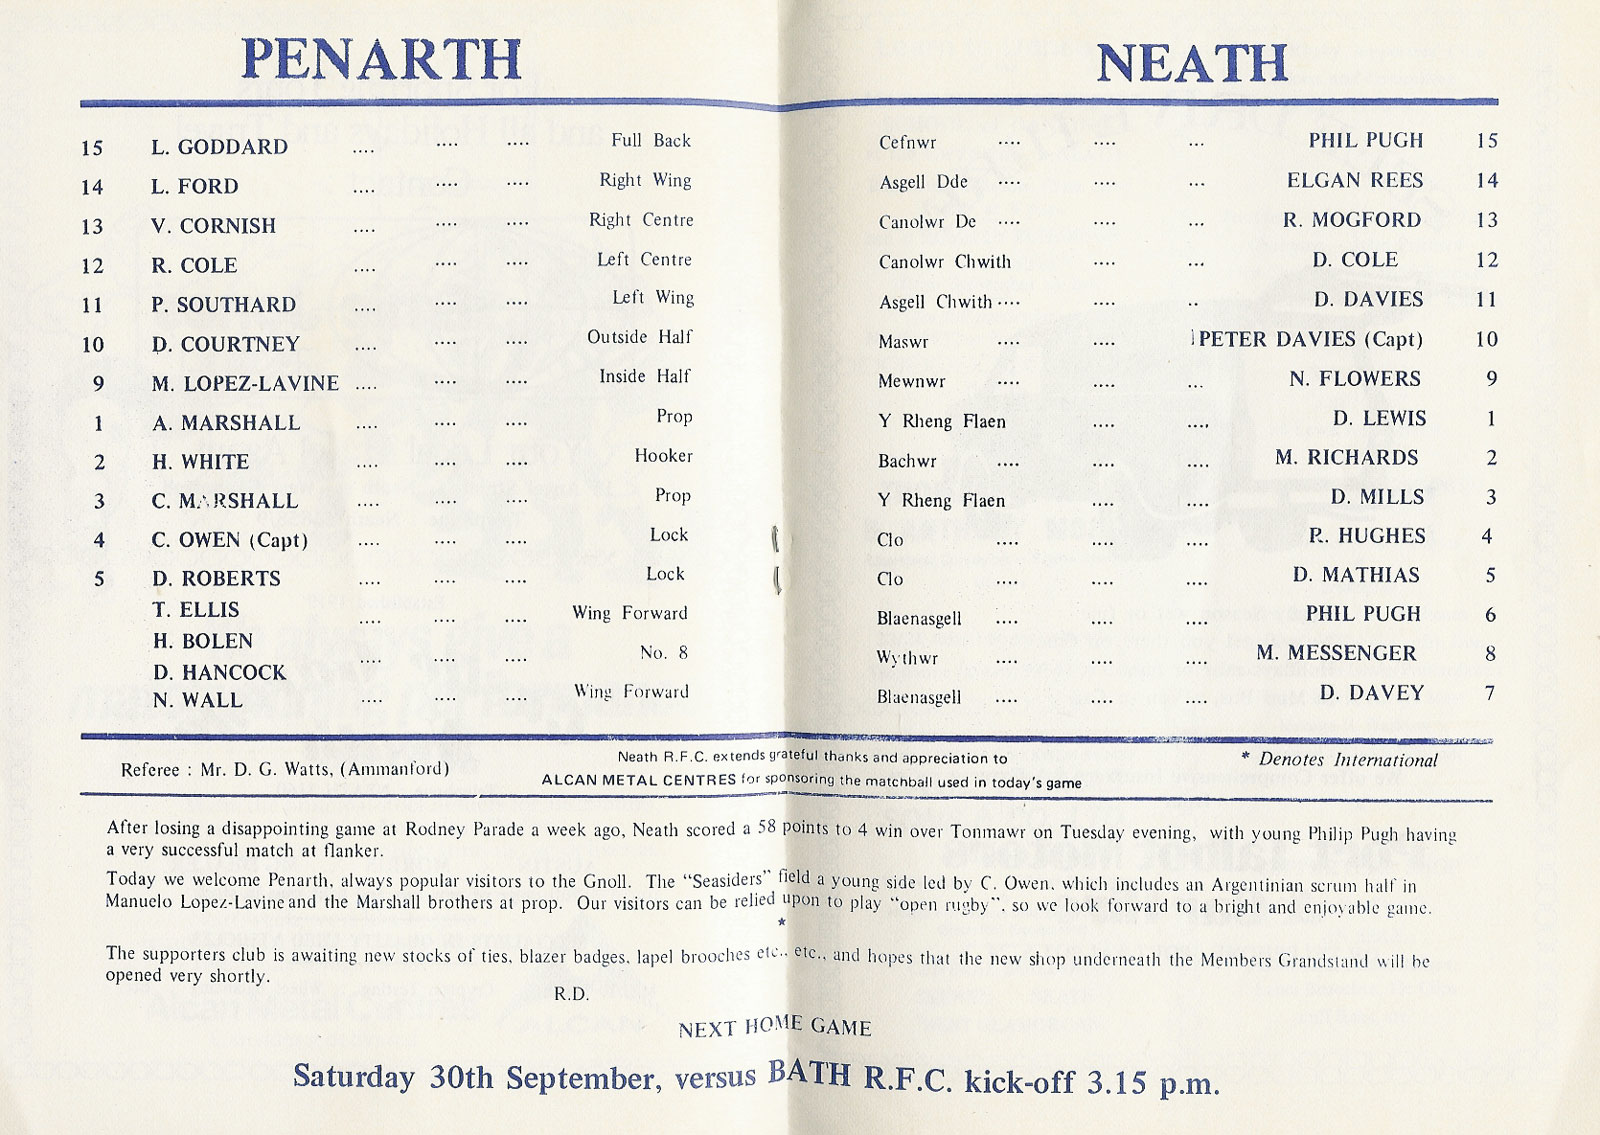 PENARTH
15 L. GODDARD .... .... .... Full Back
14 L. FORD .... .... .... Right Wing
13 V. CORNISH .... .... .... Right Centre
12 R. COLE .... .... .... Left Centre
11 P. SOUTHARD .... .... .... Left Wing
10 D. COURTNEY .... .... .... Outside Half
9 M. LOPEZ-LAVINE .... .... .... Inside Half
1 A. MARSHALL .... .... .... Prop
2 H. WHITE .... .... .... Hooker
3 C. MARSHALL .... .... .... Prop
4 C. OWEN (Capt) .... .... .... Lock
5 D. ROBERTS .... .... .... Lock
T. ELLIS .... .... .... Wing Forward
H. BOLEN
.... .... .... No. 8
D. HANCOCK
N. WALL .... .... .... Wing Forward
NEATH
Cefnwr .... .... ... PHIL PUGH 15
Asgell Dde .... .... ... ELGAN REES 14
Canolwr De .... .... ... R. MOGFORD 13
Canolwr Chwith .... ... D. COLE 12
Asgell Chwith .... .... .. D. DAVIES 11
Maswr .... .... PETER DAVIES (Capt) 10
Mewnwr .... .... ... N. FLOWERS 9
Y Rheng Flaen .... .... D. LEWIS 1
Bachwr .... .... .... M. RICHARDS 2
Y Rheng Flaen .... .... D. MILLS 3
Clo .... .... .... R. HUGHES 4
Clo .... .... .... D. MATHIAS 5
Blaenasgell .... .... .... PHIL PUGH 6
Wythwr .... .... .... M. MESSENGER 8
Blaenasgell .... .... .... D. DAVEY 7
Referee : Mr. D. G. Watts, (Ammanford)
Neath R.F.C. extends grateful thanks and appreciation to
ALCAN METAL CENTRES for sponsoring the matchball used in today's game
* Denotes International
After losing a disappointing game at Rodney Parade a week ago, Neath scored a 58 points to 4 win over Tonmawr on Tuesday evening, with young Philip Pugh having
a very successful match at flanker.
Today we welcome Penarth, always popular visitors to the Gnoll. The "Seasiders" field a young side led by C. Owen, which includes an Argentinian scrum half in
Manuelo Lopez-Lavine and the Marshall brothers at prop. Our visitors can be relied upon to play "open rugby", so we look forward to a bright and enjoyable game.
*
The supporters club is awaiting new stocks of ties, blazer badges, lapel brooches etc., etc., and hopes that the new shop underneath the Members Grandstand will be
opened very shortly.
R.D.
NEXT HOME GAME
Saturday 30th September, versus BATH R.F.C. kick-off 3.15 p.m.